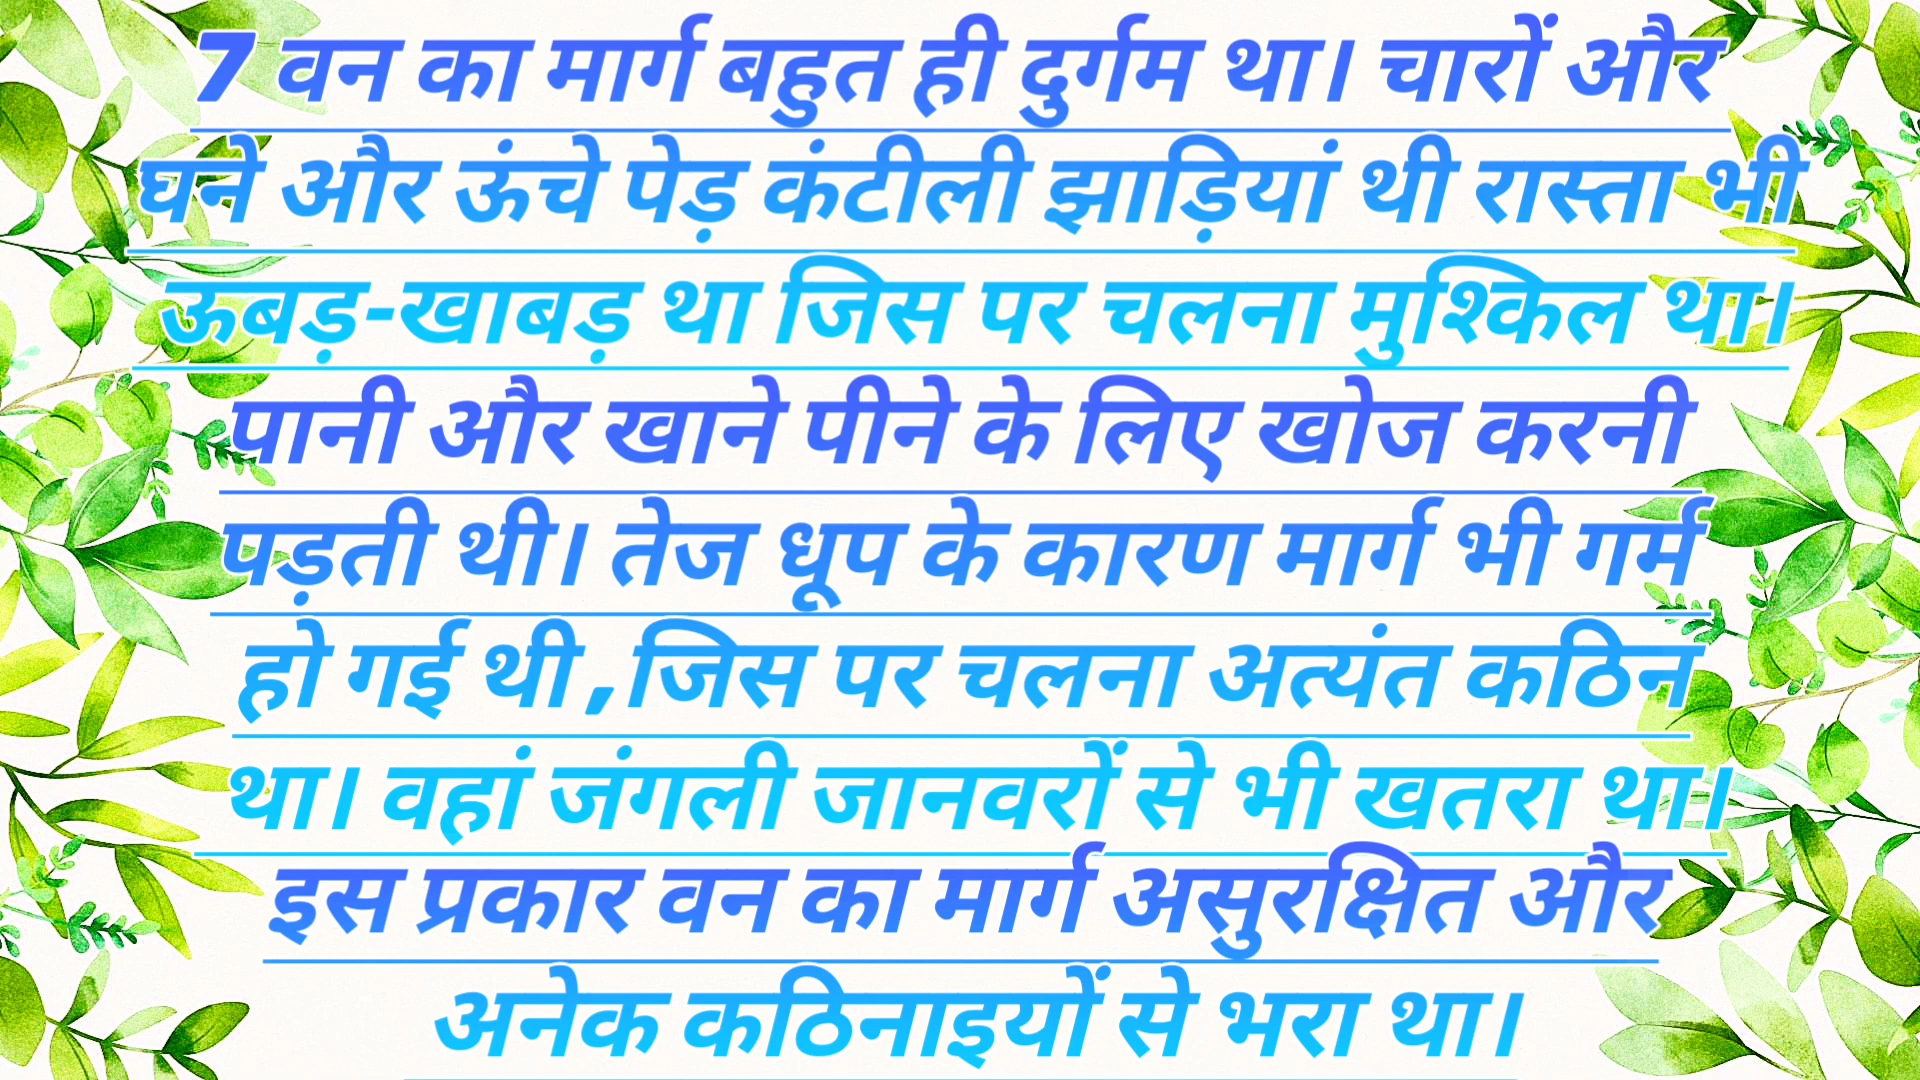 7 वन का मार्ग बहुत ही दुर्गम था। चारों और
घने और ऊंचे पेड़ कंटीली झाड़ियां थी रास्ता भी
ऊबड़-खाबड़ था जिस पर चलना मुश्किल था।
पानी और खाने पीने के लिए खोज करनी
पड़ती थी। तेज धूप के कारण मार्ग भी गर्म
हो गई थी ,जिस पर चलना अत्यंत कठिन
था। वहां जंगली जानवरों से भी खतरा था।
इस प्रकार वन का मार्ग असुरक्षित और
अनेक कठिनाइयों से भरा था।